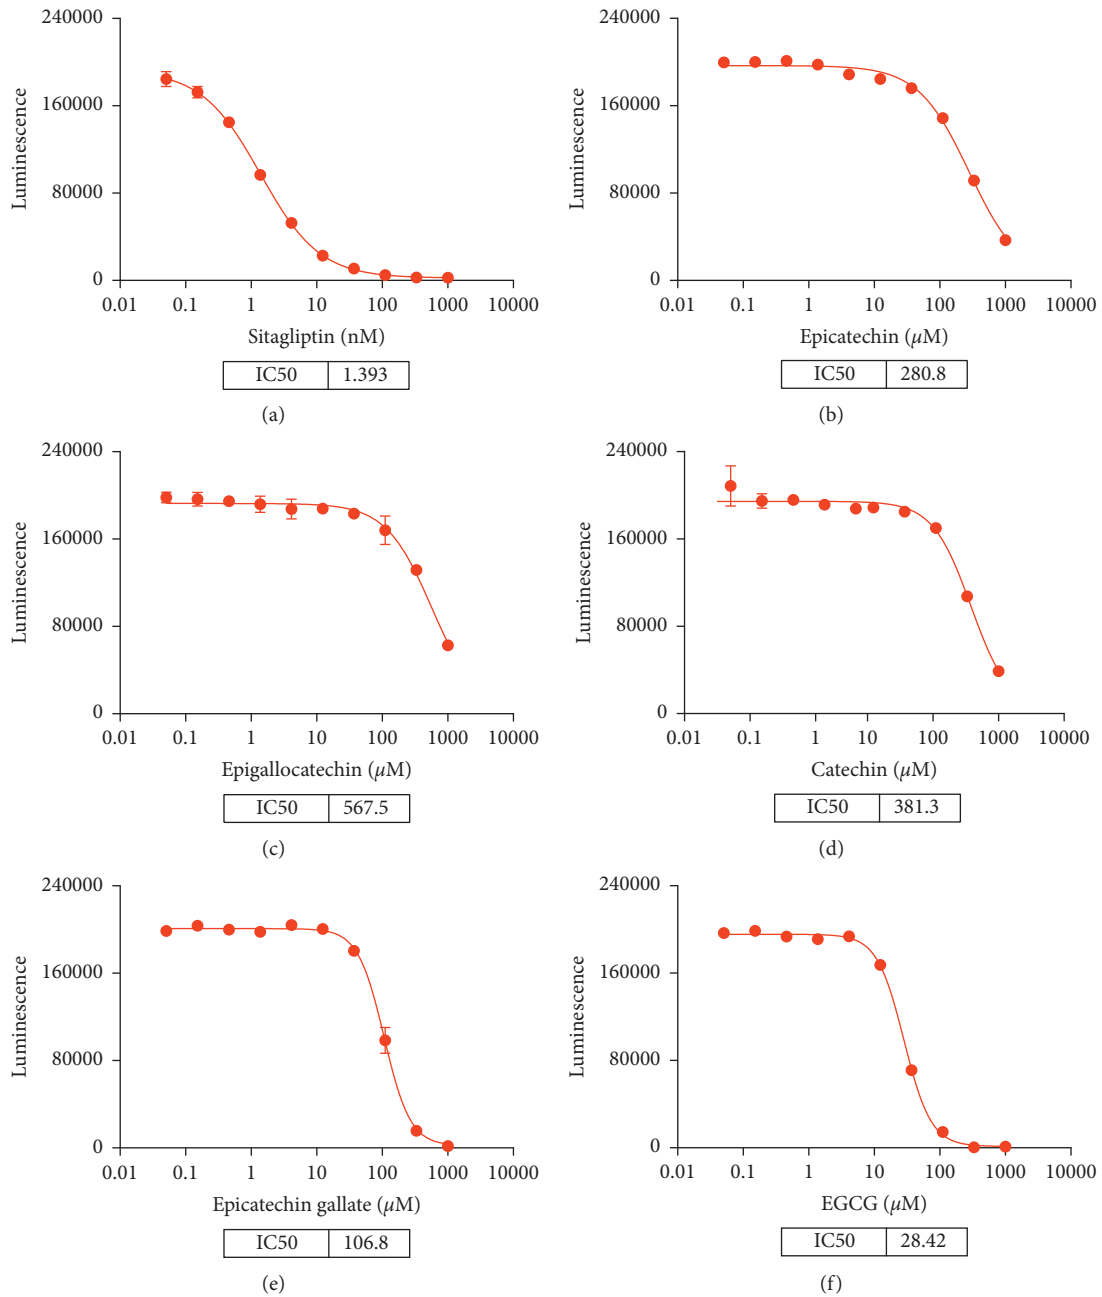 240000
160000
80000
0
Luminescence
0.01 0.1 1 10 100 1000 10000
Sitagliptin (nM)
IC50 1.393
(a)
240000
160000
80000
0
Luminescence
0.01 0.1 1 10 100 1000 10000
Epicatechin (µM)
IC50 280.8
(b)
240000
160000
80000
0
Luminescence
0.01 0.1 1 10 100 1000 10000
Epigallocatechin (µM)
IC50 567.5
(c)
240000
160000
80000
0
Luminescence
0.01 0.1 1 10 100 1000 10000
Catechin (µM)
IC50 381.3
(d)
240000
160000
80000
0
Luminescence
0.01 0.1 1 10 100 1000 10000
Epicatechin gallate (µM)
IC50 106.8
(e)
240000
160000
80000
0
Luminescence
0.01 0.1 1 10 100 1000 10000
EGCG (µM)
IC50 28.42
(f)